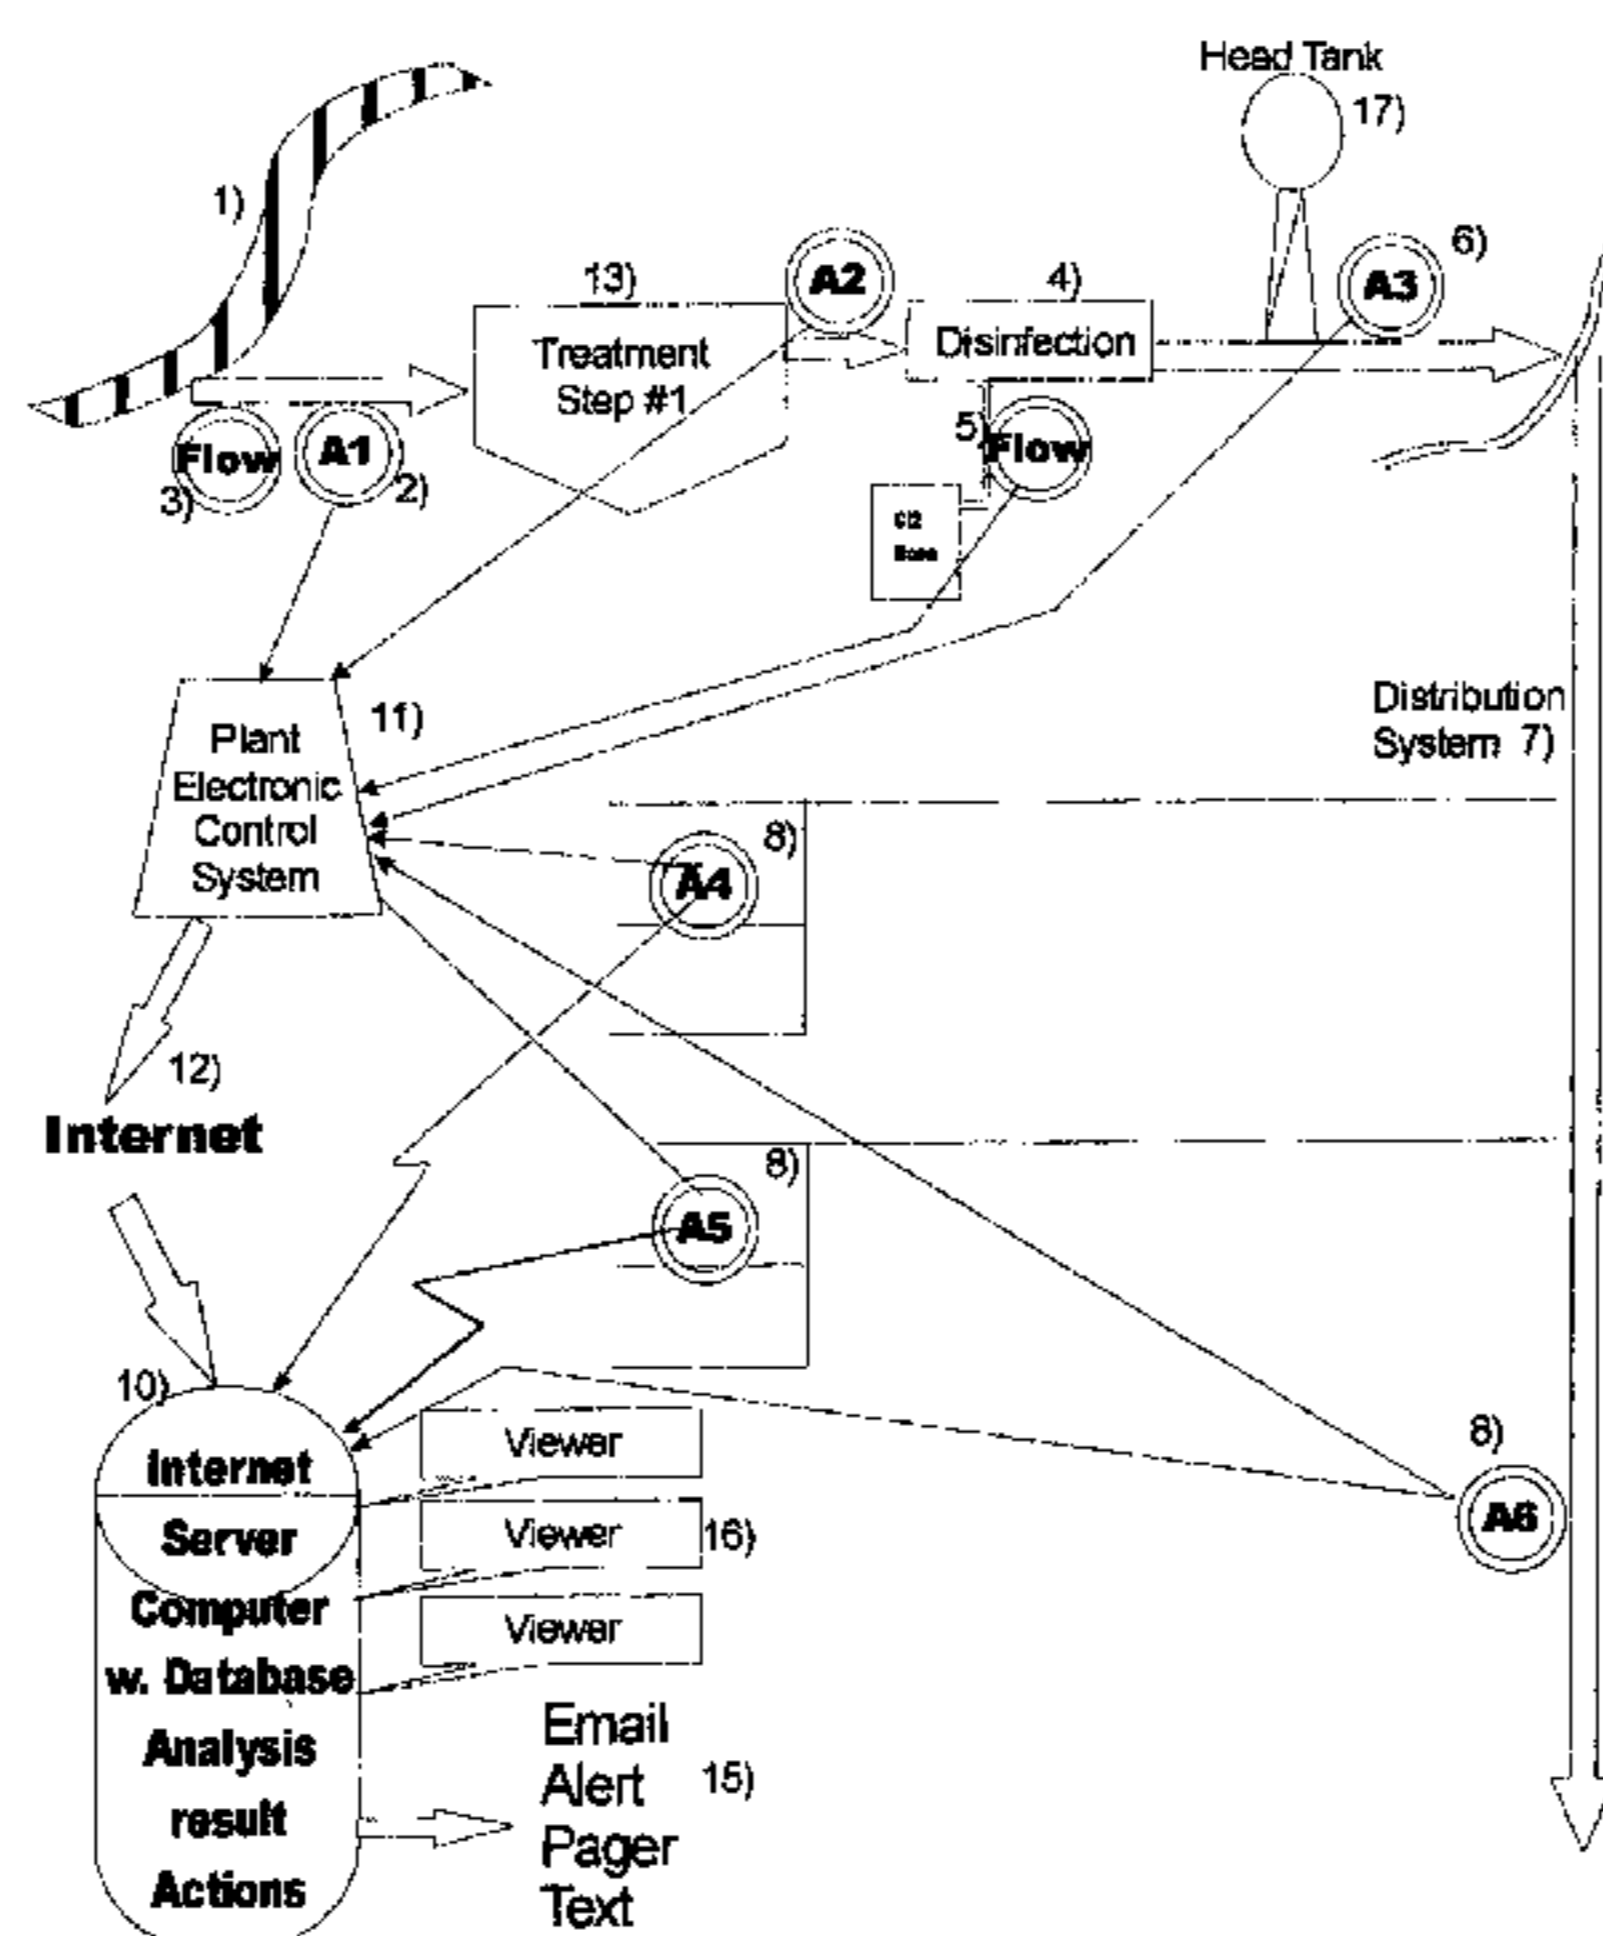 Head Tank
17)
1)
6)
A2
13)
4)
A3
Treatment
Step #1
Disinfection
5)
Flow
Flow
A1
3)
2)
Cl2
11)
Plant
Electronic
Control
System
Distribution
System 7)
8)
A4
12)
Internet
8)
A5
10)
Viewer
8)
Internet
Server
Viewer
16)
A6
Computer
Viewer
w. Database
Analysis
result
Actions
Email
Alert
15)
Pager
Text